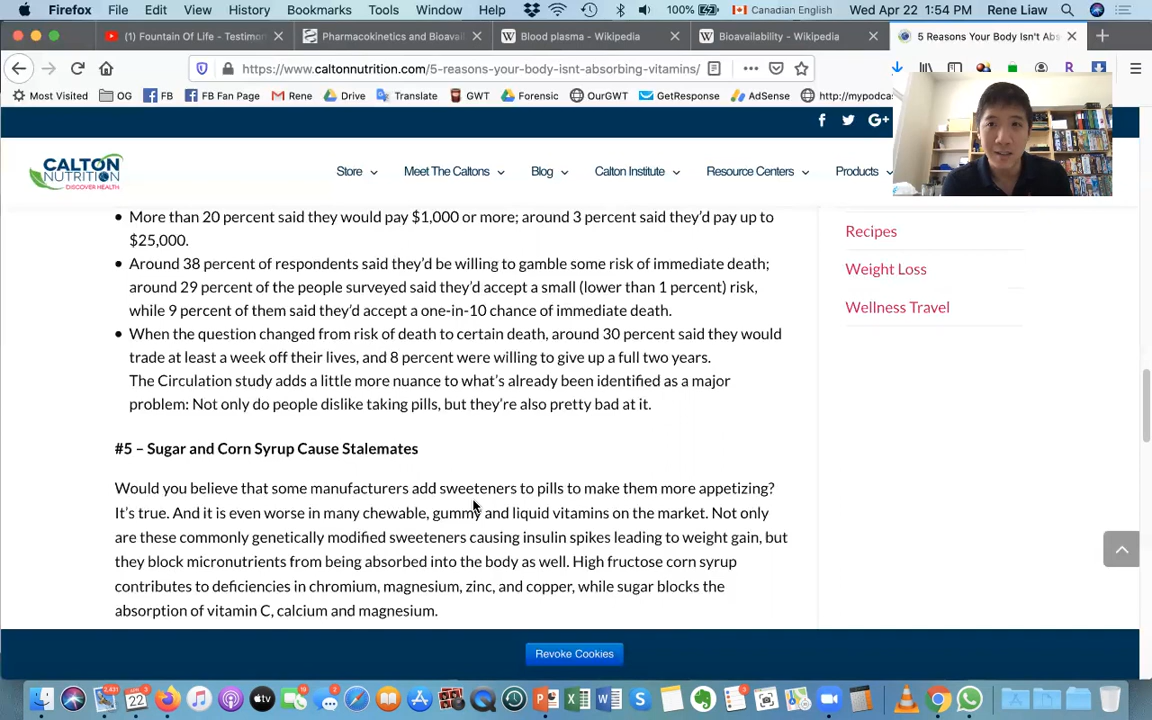 Firefox File Edit View History Bookmarks Tools Window Help 100% Canadian English Wed Apr 22 1:54 PM Rene Liaw
(1) Fountain Of Life - Testimor
Pharmacokinetics and Bioavail
Blood plasma - Wikipedia
Bioavailability - Wikipedia
5 Reasons Your Body Isn't Abs
https://www.caltonnutrition.com/5-reasons-your-body-isnt-absorbing-vitamins/
Most Visited OG FB FB Fan Page Rene Drive Translate GWT Forensic OurGWT GetResponse AdSense http://mypodca
CALTON
NUTRITION
DISCOVER HEALTH
Store Meet The Caltons Blog Calton Institute Resource Centers Products
• More than 20 percent said they would pay $1,000 or more; around 3 percent said they'd pay up to
$25,000.
• Around 38 percent of respondents said they'd be willing to gamble some risk of immediate death;
around 29 percent of the people surveyed said they'd accept a small (lower than 1 percent) risk,
while 9 percent of them said they'd accept a one-in-10 chance of immediate death.
• When the question changed from risk of death to certain death, around 30 percent said they would
trade at least a week off their lives, and 8 percent were willing to give up a full two years.
The Circulation study adds a little more nuance to what's already been identified as a major
problem: Not only do people dislike taking pills, but they're also pretty bad at it.
#5 – Sugar and Corn Syrup Cause Stalemates
Would you believe that some manufacturers add sweeteners to pills to make them more appetizing?
It's true. And it is even worse in many chewable, gummy and liquid vitamins on the market. Not only
are these commonly genetically modified sweeteners causing insulin spikes leading to weight gain, but
they block micronutrients from being absorbed into the body as well. High fructose corn syrup
contributes to deficiencies in chromium, magnesium, zinc, and copper, while sugar blocks the
absorption of vitamin C, calcium and magnesium.
Recipes
Weight Loss
Wellness Travel
Revoke Cookies